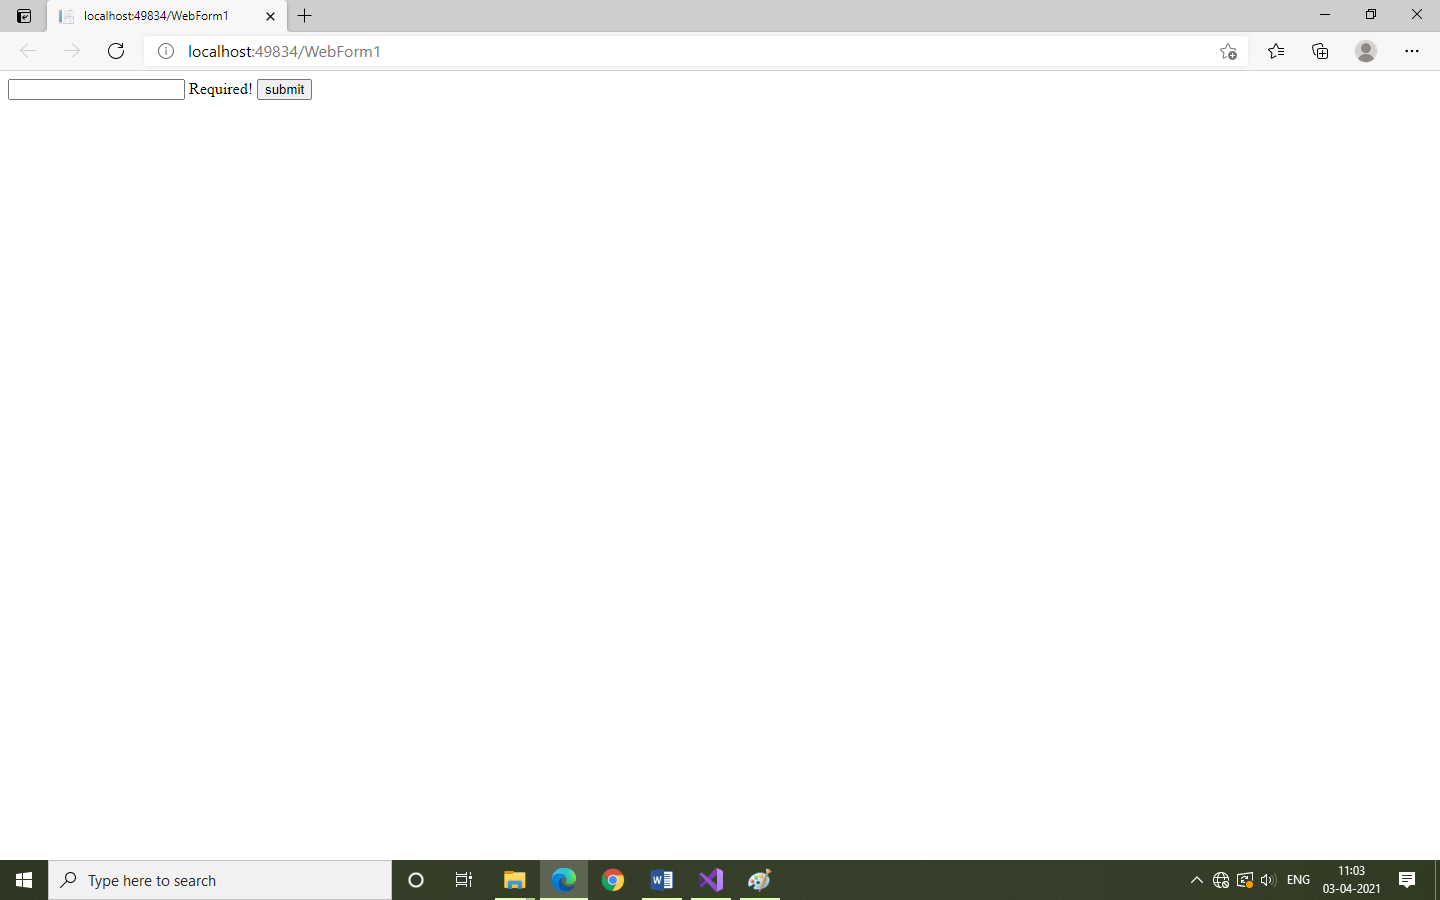 localhost:49834/WebForm1
localhost:49834/WebForm1
Required! submit
Type here to search
ENG
11:03
03-04-2021